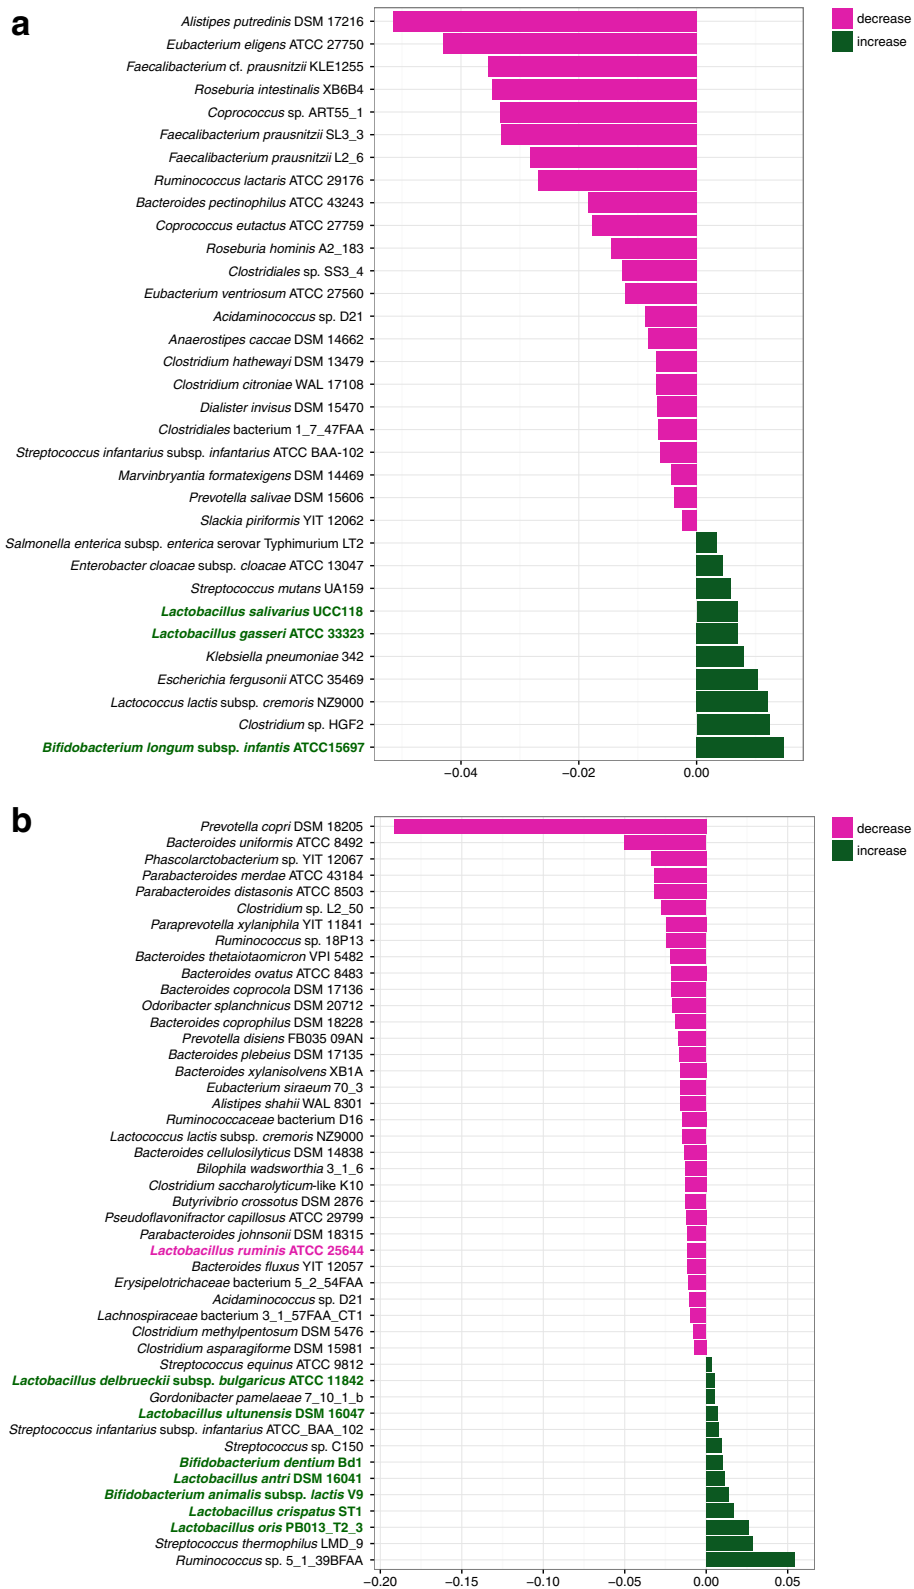 a
decrease
increase
Alistipes putredinis DSM 17216
Eubacterium eligens ATCC 27750
Faecalibacterium cf. prausnitzii KLE1255
Roseburia intestinalis XB6B4
Coprococcus sp. ART55_1
Faecalibacterium prausnitzii SL3_3
Faecalibacterium prausnitzii L2_6
Ruminococcus lactaris ATCC 29176
Bacteroides pectinophilus ATCC 43243
Coprococcus eutactus ATCC 27759
Roseburia hominis A2_183
Clostridiales sp. SS3_4
Eubacterium ventriosum ATCC 27560
Acidaminococcus sp. D21
Anaerostipes caccae DSM 14662
Clostridium hathewayi DSM 13479
Clostridium citroniae WAL 17108
Dialister invisus DSM 15470
Clostridiales bacterium 1_7_47FAA
Streptococcus infantarius subsp. infantarius ATCC BAA-102
Marvinbryantia formatexigens DSM 14469
Prevotella salivae DSM 15606
Slackia piriformis YIT 12062
Salmonella enterica subsp. enterica serovar Typhimurium LT2
Enterobacter cloacae subsp. cloacae ATCC 13047
Streptococcus mutans UA159
Lactobacillus salivarius UCC118
Lactobacillus gasseri ATCC 33323
Klebsiella pneumoniae 342
Escherichia fergusonii ATCC 35469
Lactococcus lactis subsp. cremoris NZ9000
Clostridium sp. HGF2
Bifidobacterium longum subsp. infantis ATCC15697
−0.04 −0.02 0.00
b
decrease
increase
Prevotella copri DSM 18205
Bacteroides uniformis ATCC 8492
Phascolarctobacterium sp. YIT 12067
Parabacteroides merdae ATCC 43184
Parabacteroides distasonis ATCC 8503
Clostridium sp. L2_50
Paraprevotella xylaniphila YIT 11841
Ruminococcus sp. 18P13
Bacteroides thetaiotaomicron VPI 5482
Bacteroides ovatus ATCC 8483
Bacteroides coprocola DSM 17136
Odoribacter splanchnicus DSM 20712
Bacteroides coprophilus DSM 18228
Prevotella disiens FB035 09AN
Bacteroides plebeius DSM 17135
Bacteroides xylanisolvens XB1A
Eubacterium siraeum 70_3
Alistipes shahii WAL 8301
Ruminococcaceae bacterium D16
Lactococcus lactis subsp. cremoris NZ9000
Bacteroides cellulosilyticus DSM 14838
Bilophila wadsworthia 3_1_6
Clostridium saccharolyticum-like K10
Butyrivibrio crossotus DSM 2876
Pseudoflavonifractor capillosus ATCC 29799
Parabacteroides johnsonii DSM 18315
Lactobacillus ruminis ATCC 25644
Bacteroides fluxus YIT 12057
Erysipelotrichaceae bacterium 5_2_54FAA
Acidaminococcus sp. D21
Lachnospiraceae bacterium 3_1_57FAA_CT1
Clostridium methylpentosum DSM 5476
Clostridium asparagiforme DSM 15981
Streptococcus equinus ATCC 9812
Lactobacillus delbrueckii subsp. bulgaricus ATCC 11842
Gordonibacter pamelaeae 7_10_1_b
Lactobacillus ultunensis DSM 16047
Streptococcus infantarius subsp. infantarius ATCC_BAA_102
Streptococcus sp. C150
Bifidobacterium dentium Bd1
Lactobacillus antri DSM 16041
Bifidobacterium animalis subsp. lactis V9
Lactobacillus crispatus ST1
Lactobacillus oris PB013_T2_3
Streptococcus thermophilus LMD_9
Ruminococcus sp. 5_1_39BFAA
−0.20 −0.15 −0.10 −0.05 0.00 0.05